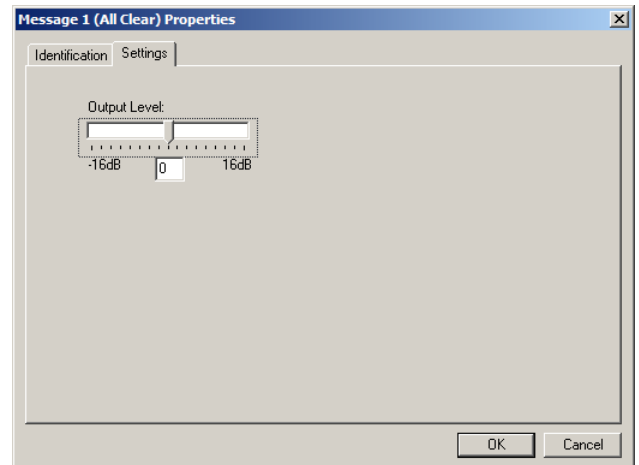 Message 1 (All Clear) Properties
Identification Settings
Output Level:
-16dB 0 16dB
OK Cancel